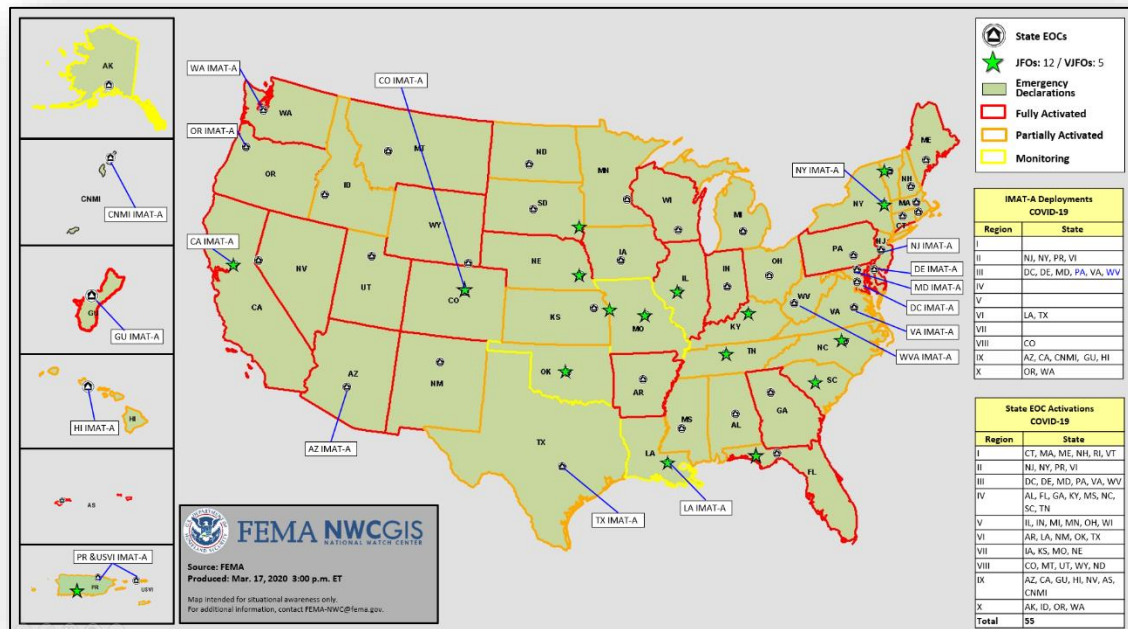 AK
CNMI
CNMI IMAT-A
GU
GU IMAT-A
HI
HI IMAT-A
AS
PR &USVI IMAT-A
PR
USVI
WA IMAT-A
OR IMAT-A
CO IMAT-A
CA IMAT-A
AZ IMAT-A
TX IMAT-A
LA IMAT-A
NY IMAT-A
NJ IMAT-A
DE IMAT-A
MD IMAT-A
DC IMAT-A
VA IMAT-A
WVA IMAT-A
WA
OR
CA
NV
ID
MT
WY
UT
CO
AZ
NM
ND
SD
NE
KS
OK
TX
MN
IA
MO
AR
LA
WI
IL
MI
IN
OH
KY
TN
MS
AL
GA
FL
SC
NC
VA
WV
PA
NY
NJ
CT
MA
NH
ME
FEMA NWCGIS
NATIONAL WATCH CENTER
Source: FEMA
Produced: Mar. 17, 2020 3:00 p.m. ET
Map intended for situational awareness only.
For additional information, contact FEMA-NWC@fema.gov.
State EOCs
JFOs: 12 / VJFOs: 5
Emergency
Declarations
Fully Activated
Partially Activated
Monitoring
IMAT-A Deployments
COVID-19
Region State
I
II NJ, NY, PR, VI
III DC, DE, MD, PA, VA, WV
IV
V
VI LA, TX
VII
VIII CO
IX AZ, CA, CNMI, GU, HI
X OR, WA
State EOC Activations
COVID-19
Region State
I CT, MA, ME, NH, RI, VT
II NJ, NY, PR, VI
III DC, DE, MD, PA, VA, WV
IV AL, FL, GA, KY, MS, NC,
SC, TN
V IL, IN, MI, MN, OH, WI
VI AR, LA, NM, OK, TX
VII IA, KS, MO, NE
VIII CO, MT, UT, WY, ND
IX AZ, CA, GU, HI, NV, AS,
CNMI
X AK, ID, OR, WA
Total 55